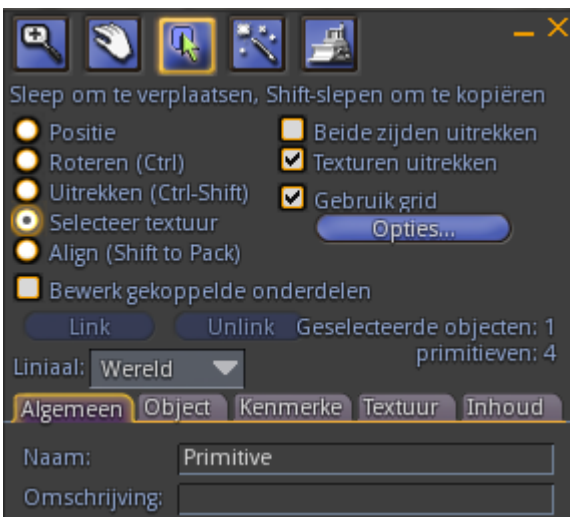 Sleep om te verplaatsen, Shift-slepen om te kopiëren
Positie
Roteren (Ctrl)
Uitrekken (Ctrl-Shift)
Selecteer textuur
Align (Shift to Pack)
Beide zijden uitrekken
Texturen uitrekken
Gebruik grid
Opties...
Bewerk gekoppelde onderdelen
Link Unlink Geselecteerde objecten: 1
primitieven: 4
Liniaal: Wereld
Algemeen Object Kenmerke Textuur Inhoud
Naam: Primitive
Omschrijving: